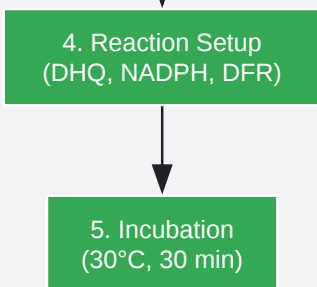 4. Reaction Setup
(DHQ, NADPH, DFR)
5. Incubation
(30°C, 30 min)